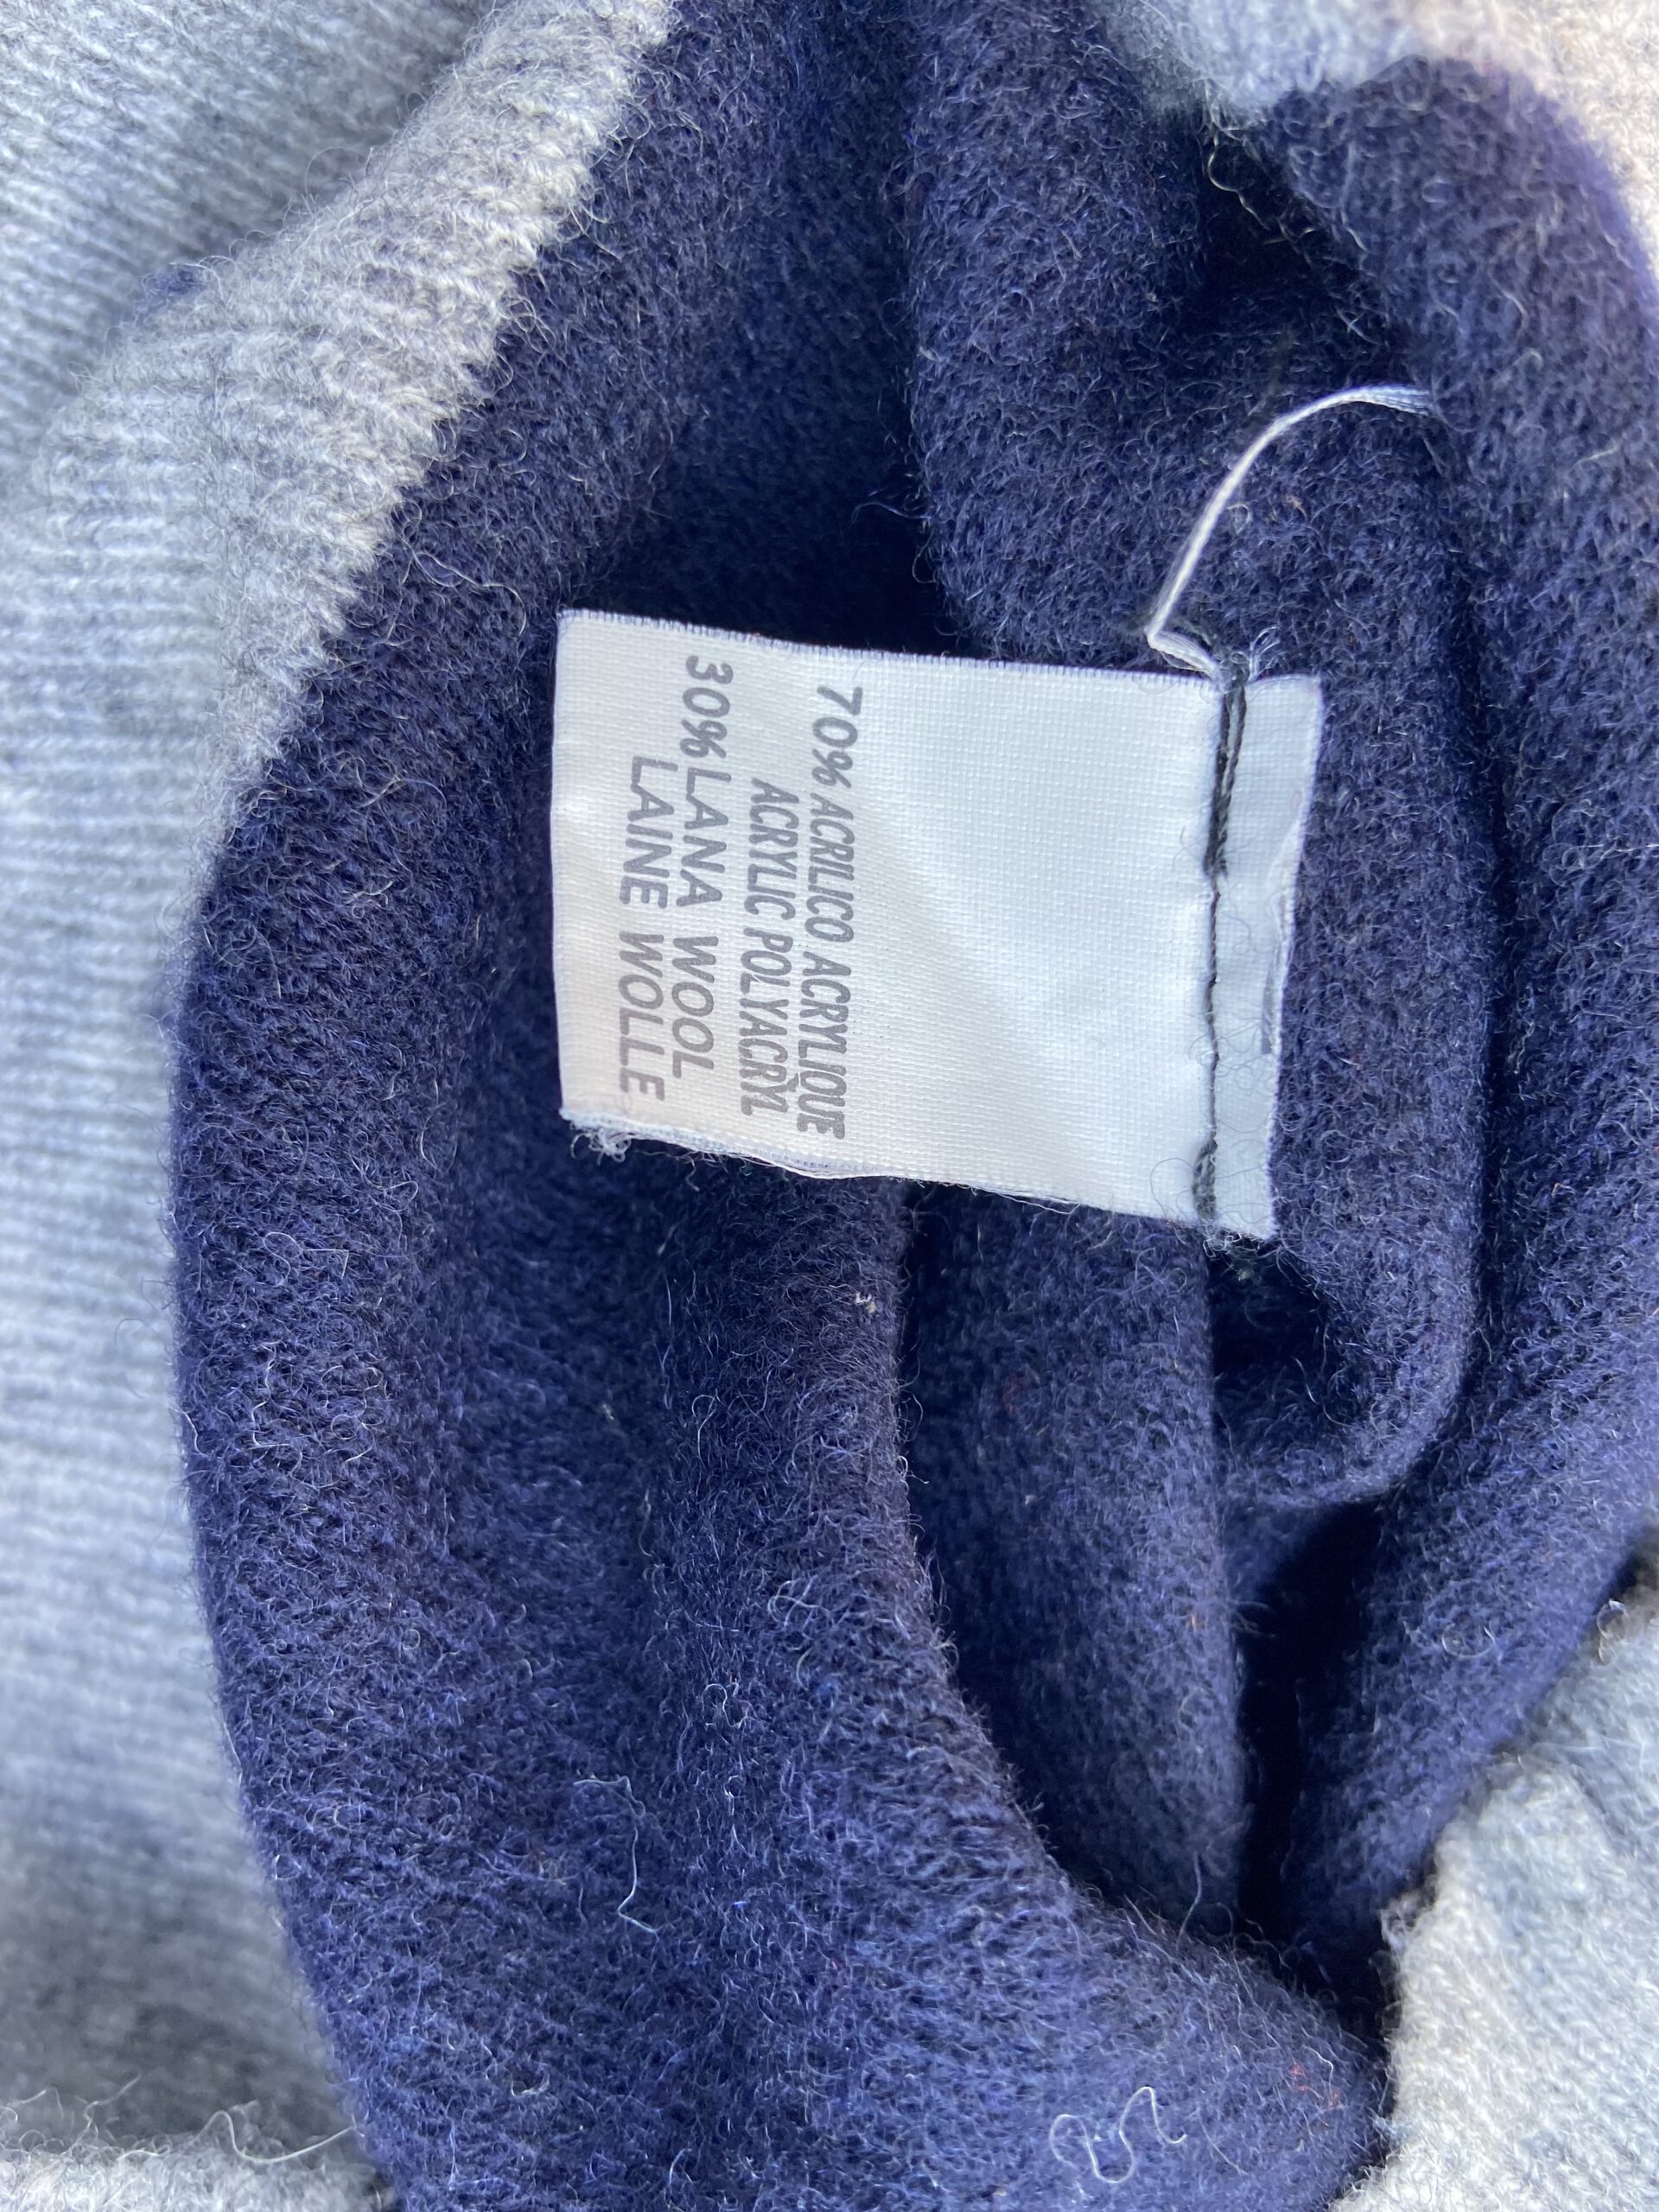 70% ACRILICO ACRYLIQUE
ACRYLIC POLYACRYL
30% LANA WOOL
LAINE WOLLE